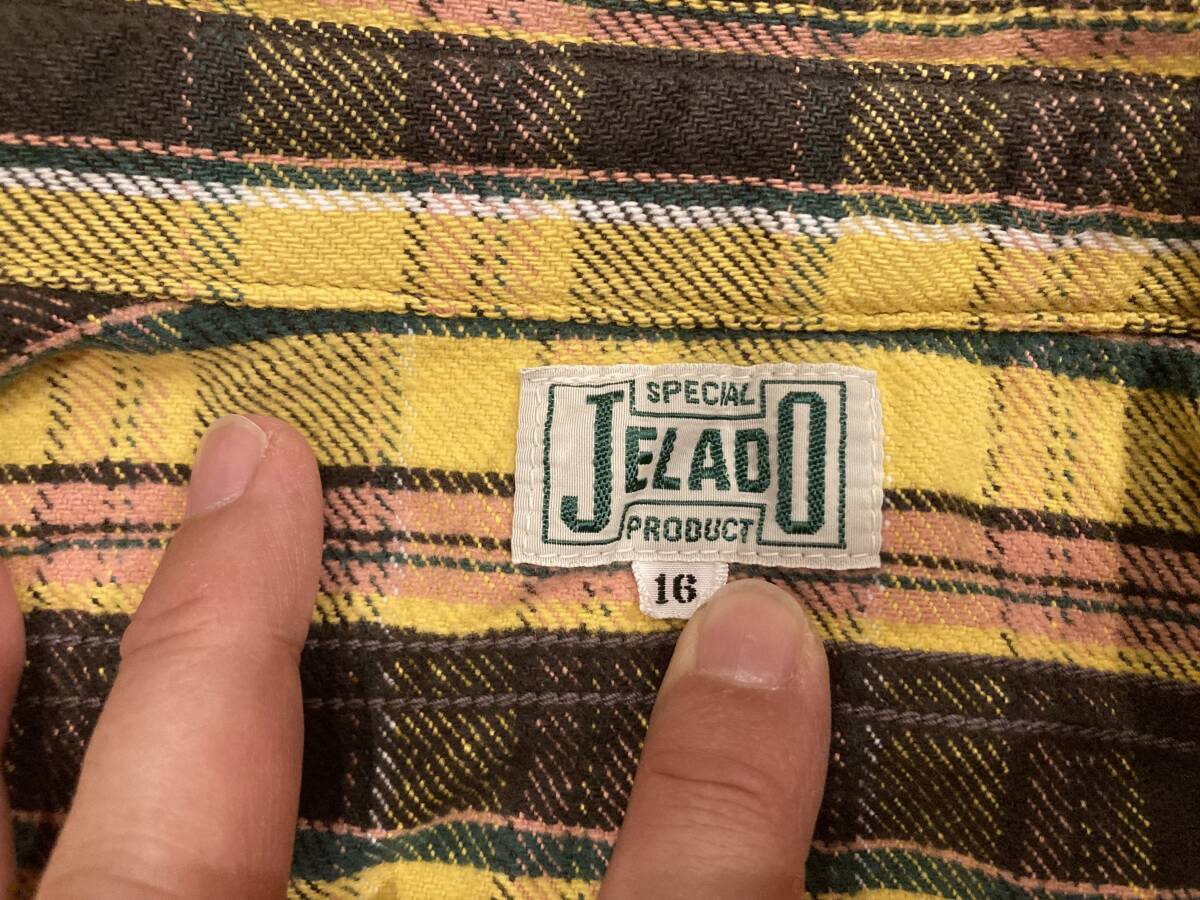 SPECIAL
JELADO
PRODUCT
16